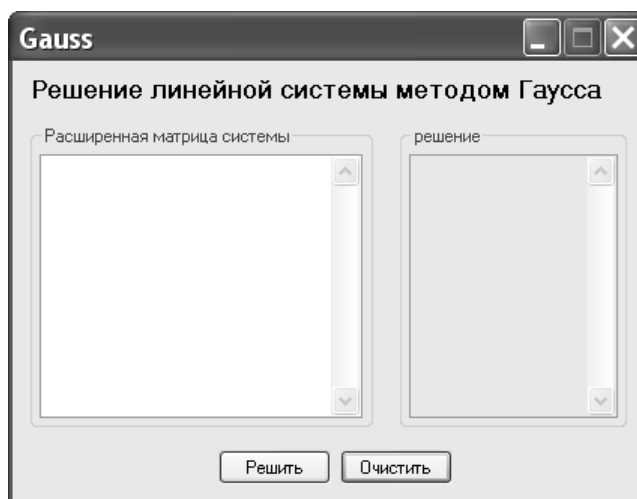 Gauss
Решение линейной системы методом Гаусса
Расширенная матрица системы
решение
Решить
Очистить